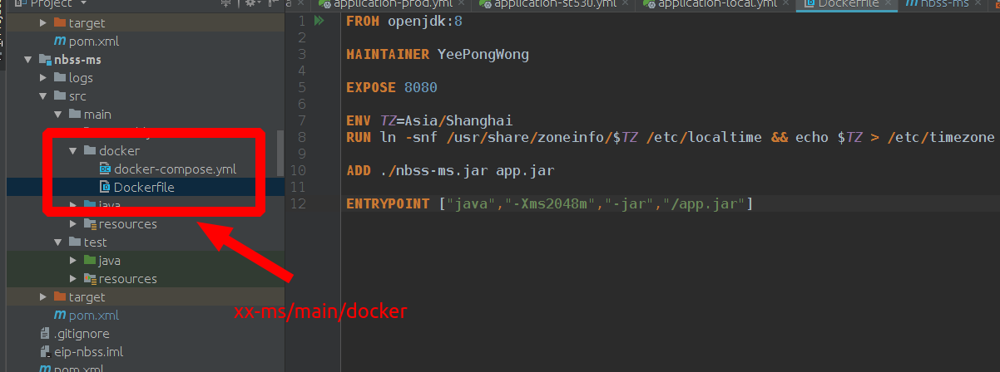 Project
application-prod.yml
application-st530.yml
application-local.yml
Dockerfile
nbss-ms
target
pom.xml
nbss-ms
logs
src
main
docker
docker-compose.yml
Dockerfile
java
resources
test
java
resources
target
pom.xml
.gitignore
eip-nbss.iml
pom.xml
1 FROM openjdk:8
2
3 MAINTAINER YeePongWong
4
5 EXPOSE 8080
6
7 ENV TZ=Asia/Shanghai
8 RUN ln -snf /usr/share/zoneinfo/$TZ /etc/localtime && echo $TZ > /etc/timezone
9
10 ADD ./nbss-ms.jar app.jar
11
12 ENTRYPOINT ["java","-Xms2048m","-jar","/app.jar"]
xx-ms/main/docker